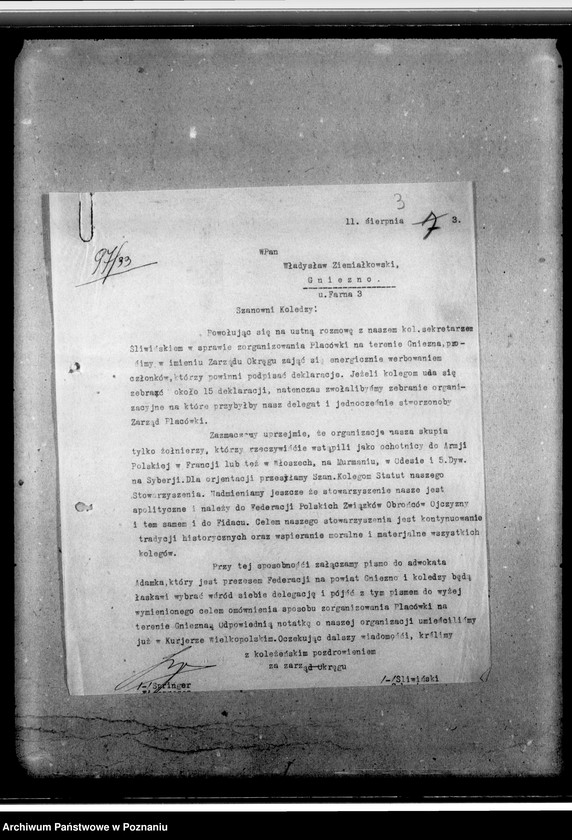 3
11. sierpnia 7 3.
97/33
WPan
Władysław Ziemiałkowski,
Gniezno.
u.Farna 3
Szanowni Koledzy:
Powołując się na ustną rozmowę z naszem kol.sekretarzem
Śliwińskiem w sprawie zorganizowania Placówki na terenie Gniezna,pro-
simy w imieniu Zarządu Okręgu zająć się energicznie werbowaniem
członków,którzy powinni podpisać deklaracje. Jeżeli kolegom uda się
zebrać około 15 deklaracji, natenczas zwołalibyśmy zebranie organi-
zacyjne na które przybyłby nasz delegat i jednocześnie stworzonoby
Zarząd Placówki.
Zaznaczamy uprzejmie, że organizacja nasza skupia
tylko żołnierzy, którzy rzeczywiście wstąpili jako ochotnicy do Armji
Polskiej w Francji lub też w Włoszech, na Murmaniu, w Odesie i 5.Dyw.
na Syberji.Dla orjentacji przesyłamy Szan.Kolegom Statut naszego
Stowarzyszenia. Nadmieniamy jeszcze że stowarzyszenie nasze jest
apolityczne i należy do Federacji Polskich Związków Obrońców Ojczyzny
i tem samem i do Fidacu. Celem naszego stowarzyszenia jest kontynuowanie
tradycji historycznych oraz wspieranie moralne i materjalne wszystkich
kolegów.
Przy tej sposobności załączamy pismo do adwokata
Adamka,który jest prezesem Federacji na powiat Gniezno i koledzy będą
łaskawi wybrać wśród siebie delegację i pójść z tym pismem do wyżej
wymienionego celem omówienia sposobu zorganizowania Placówki na
terenie Gniezna. Odpowiednią notatkę o naszej organizacji umieściliśmy
już w Kurjerze Wielkopolskim.Oczekując dalszy wiadomości, kreślimy
z koleżeńskim pozdrowieniem
za zarząd Okręgu
/-/Springer /-/Śliwiński
Archiwum Państwowe w Poznaniu